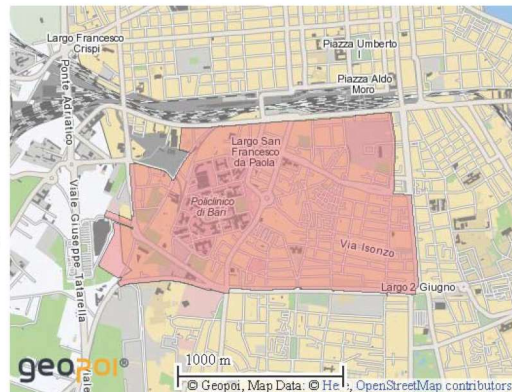 Largo Francesco
Crispi
Piazza Umberto
I
Piazza Aldo
Moro
Ponte Adriatico
Largo San
Francesco
da Paola
Policlinico
di Bari
Viale Giuseppe Tatarella
Via Isonzo
Largo 2 Giugno
Viale
geopoi®
1000 m
© Geopoi, Map Data: © He , OpenStreetMap contributors